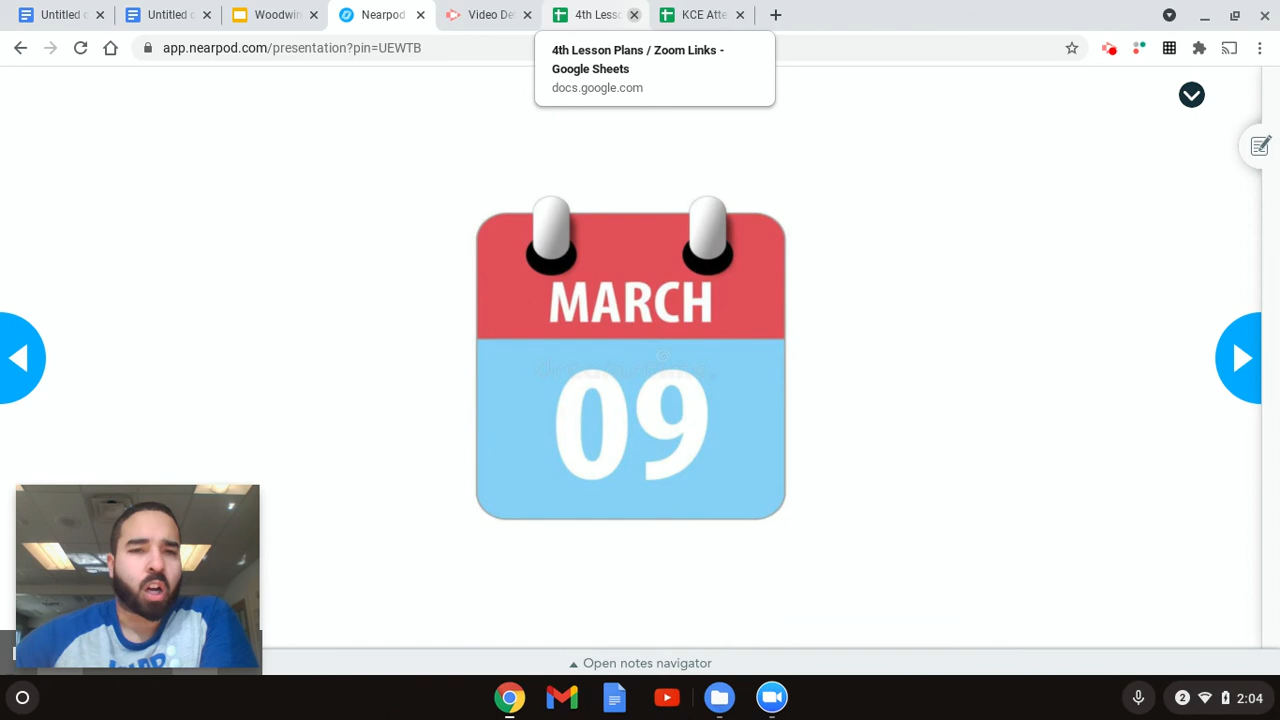 Untitled d
Untitled d
Woodwin
Nearpod
Video De
4th Lesso
KCE Atte
app.nearpod.com/presentation?pin=UEWTB
4th Lesson Plans / Zoom Links -
Google Sheets
docs.google.com
MARCH
09
Open notes navigator
2
2:04